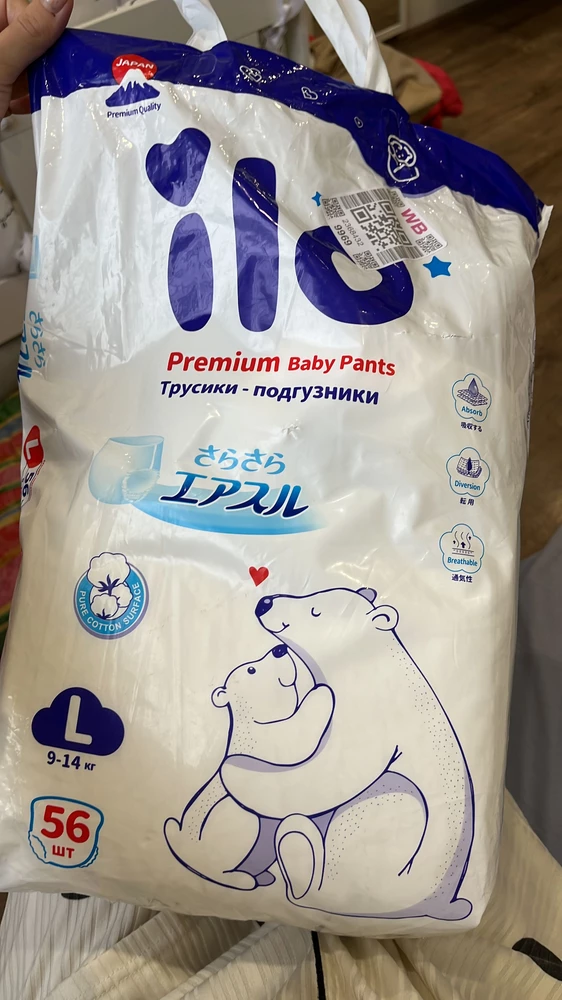 JAPAN
Premium Quality
ilo
WB
2368432
9969
Premium Baby Pants
Трусики - подгузники
Absorb
吸収する
さらさら
エアスル
Diversion
転用
Breathable
通気性
PURE COTTON SURFACE
L
9-14 кг
56
шт